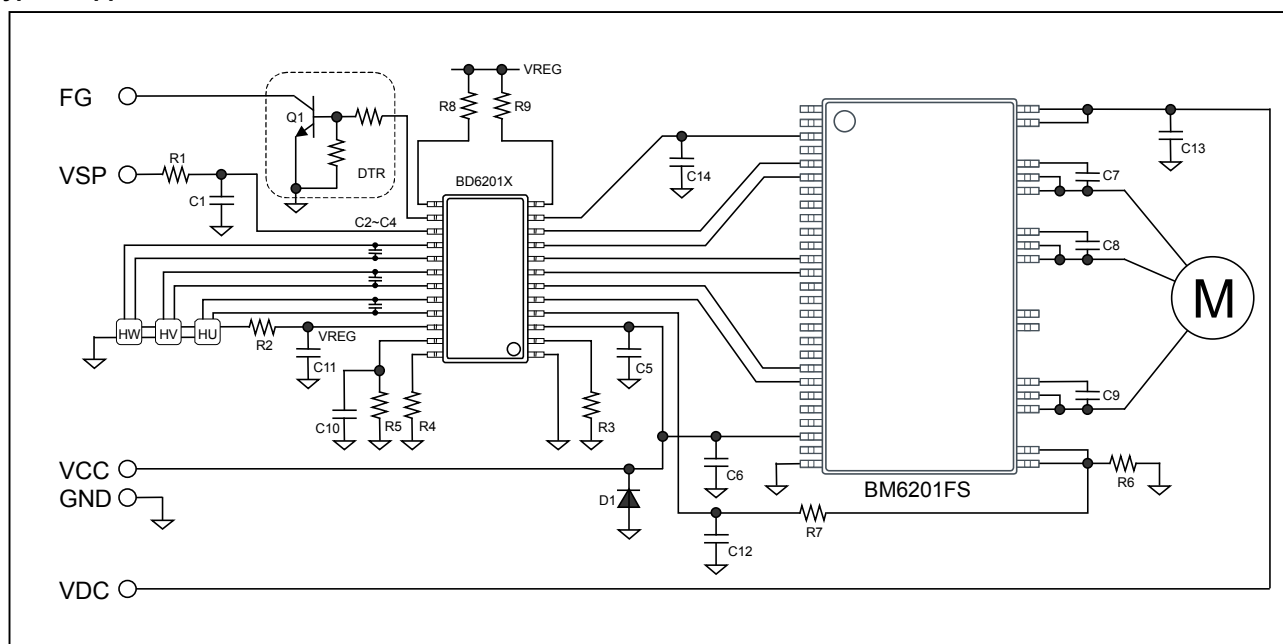 VREG
FG
R8
R9
Q1
C13
R1
DTR
C14
VSP
C7
BD6201X
C1
C2~C4
C8
M
HW
HV
HU
VREG
R2
C11
C5
C9
C10
R5
R4
R3
VCC
C6
R6
BM6201FS
GND
D1
R7
C12
VDC